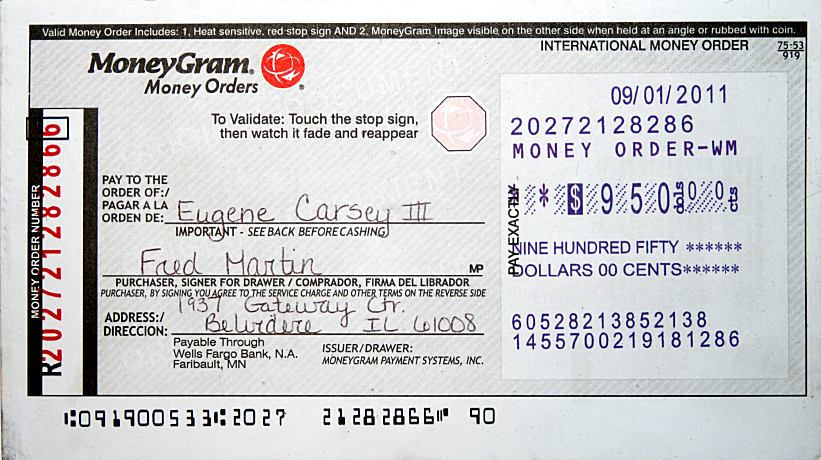 Valid Money Order Includes: 1, Heat sensitive, red stop sign AND 2, MoneyGram Image visible on the other side when held at an angle or rubbed with coin.
INTERNATIONAL MONEY ORDER
75-53
919
MoneyGram®
Money Orders
To Validate: Touch the stop sign,
then watch it fade and reappear
09/01/2011
20272128286
MONEY ORDER-WM
MONEY ORDER NUMBER
R202721282866
PAY TO THE
ORDER OF:/
PAGAR A LA
ORDEN DE: Eugene Carsey III
IMPORTANT - SEE BACK BEFORE CASHING
PAY EXACTLY
* $ 950 dols 00 cts
NINE HUNDRED FIFTY ******
DOLLARS 00 CENTS******
Fred Martin MP
PURCHASER, SIGNER FOR DRAWER / COMPRADOR, FIRMA DEL LIBRADOR
PURCHASER, BY SIGNING YOU AGREE TO THE SERVICE CHARGE AND OTHER TERMS ON THE REVERSE SIDE
1937 Gateway Ctr.
ADDRESS:/
DIRECCION: Belvidere IL 61008
60528213852138
14557002191 81286
Payable Through
Wells Fargo Bank, N.A.
Faribault, MN
ISSUER/DRAWER:
MONEYGRAM PAYMENT SYSTEMS, INC.
⑆091900533⑆2027 21282866⑈ 90